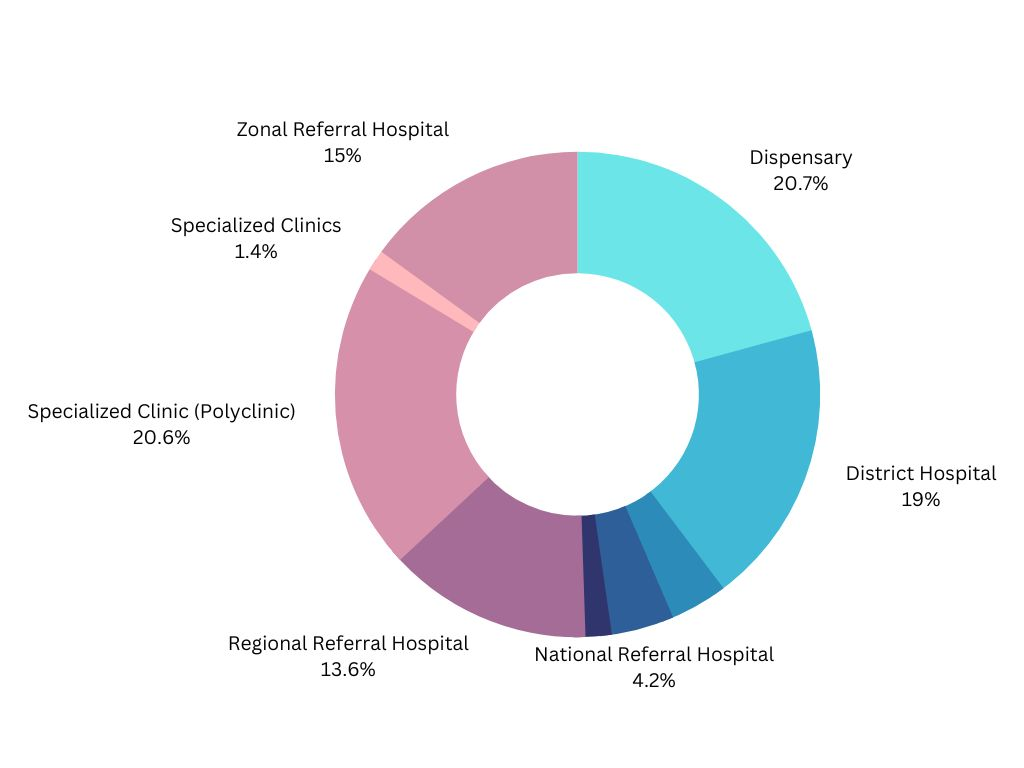 Zonal Referral Hospital
15%
Dispensary
20.7%
Specialized Clinics
1.4%
Specialized Clinic (Polyclinic)
20.6%
District Hospital
19%
Regional Referral Hospital
13.6%
National Referral Hospital
4.2%